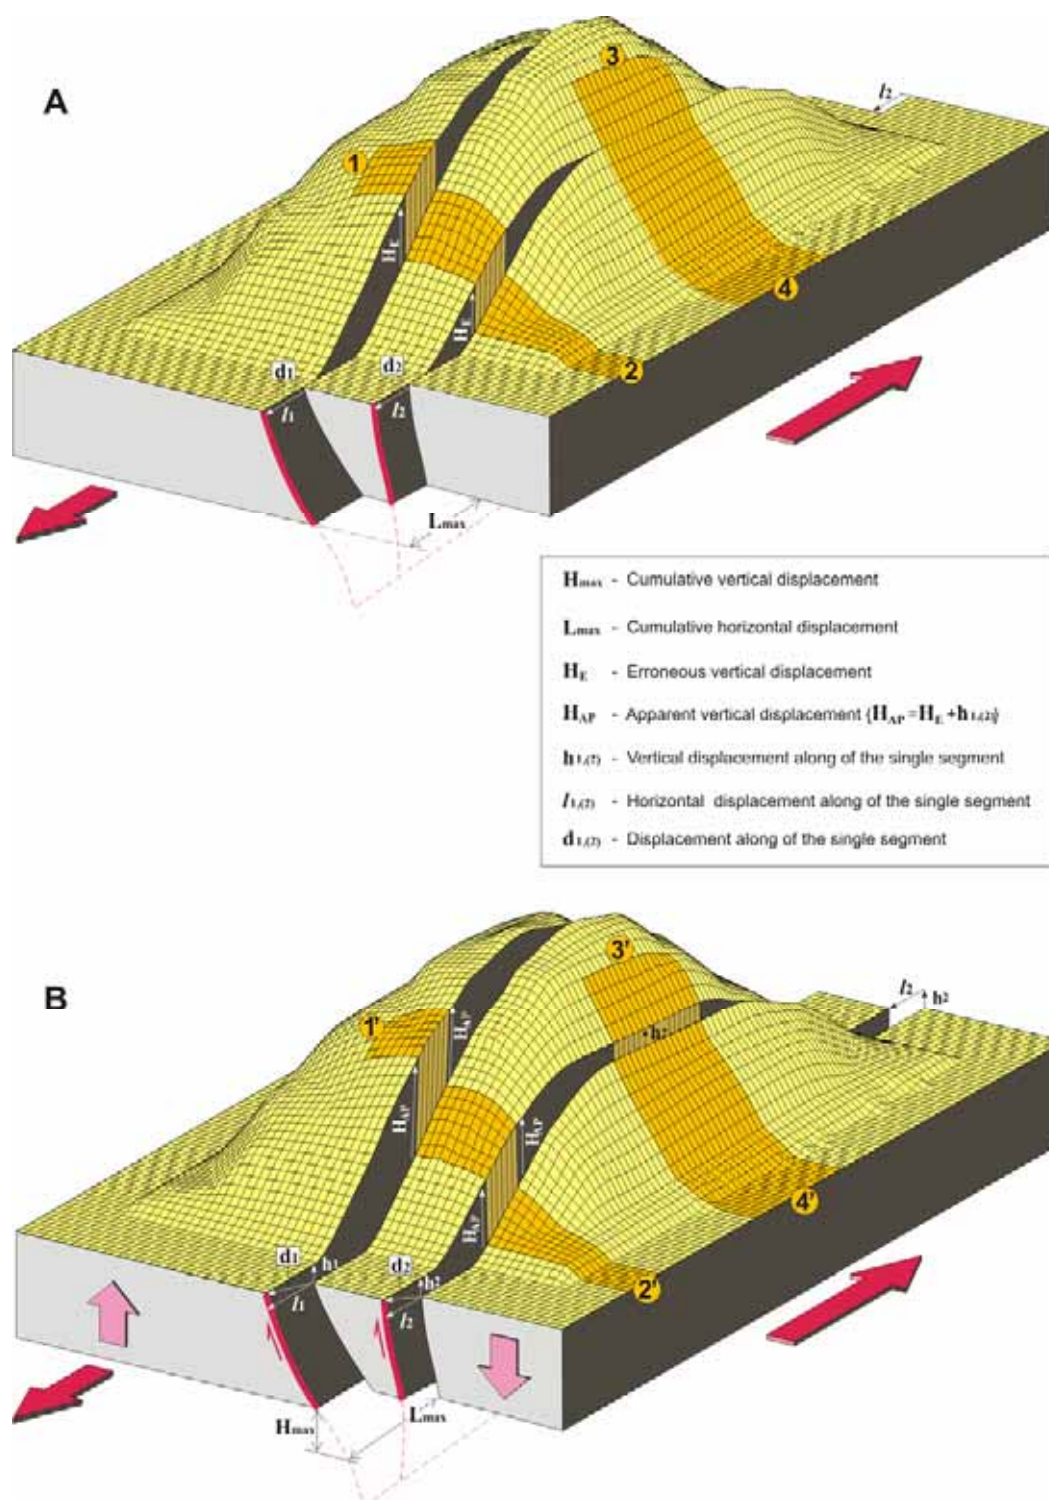 A
3
l2
1
HE
HE
4
d1
d2
2
l1
l2
Lmax
Hmax - Cumulative vertical displacement
Lmax - Cumulative horizontal displacement
HE - Erroneous vertical displacement
HAP - Apparent vertical displacement {HAP =HE +h1,(2)}
h1,(2) - Vertical displacement along of the single segment
l1,(2) - Horizontal displacement along of the single segment
d1,(2) - Displacement along of the single segment
B
3'
l2
h2
1'
HAP
h2
HAP
HAP
4'
HAP
d1
h1
d2
h2
2'
l1
l2
Lmax
Hmax